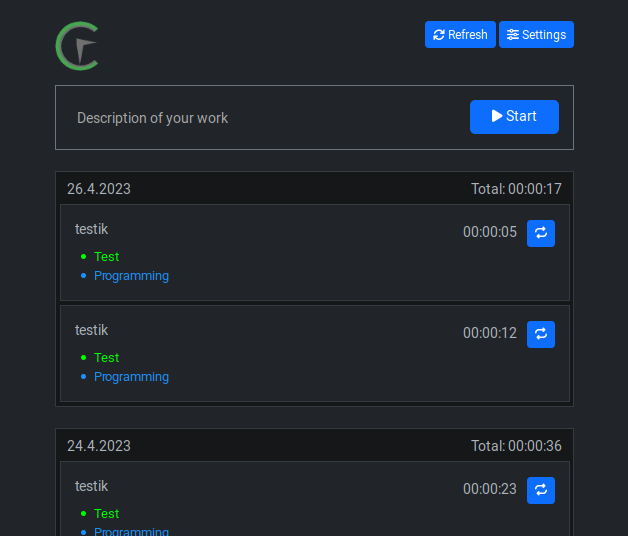 Refresh Settings
Description of your work Start
26.4.2023 Total: 00:00:17
testik 00:00:05
Test
Programming
testik 00:00:12
Test
Programming
24.4.2023 Total: 00:00:36
testik 00:00:23
Test
Programming